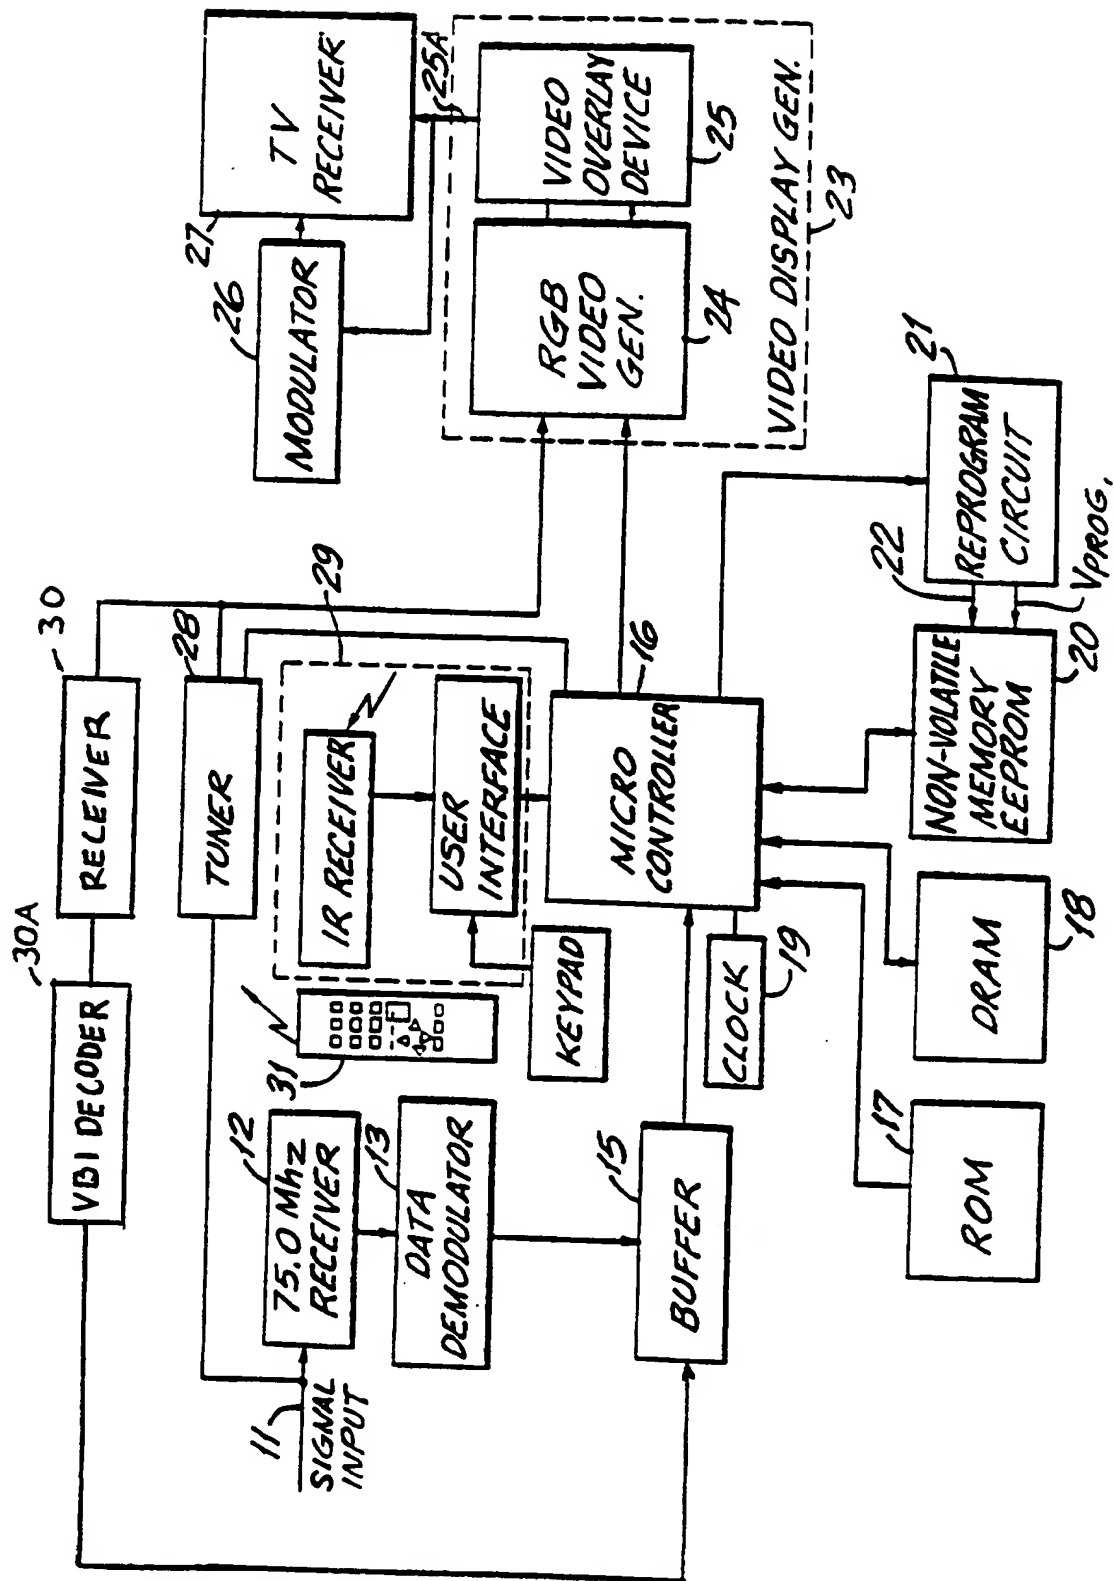 30A
VBI DECODER
30
RECEIVER
28
TUNER
11
SIGNAL
INPUT
12
75.0 Mhz
RECEIVER
13
DATA
DEMODULATOR
31
29
IR RECEIVER
USER
INTERFACE
KEYPAD
15
BUFFER
16
MICRO
CONTROLLER
CLOCK
19
17
ROM
DRAM
18
NON-VOLATILE
MEMORY
EEPROM
20
22
VPROG.
21
REPROGRAM
CIRCUIT
26
MODULATOR
27
TV
RECEIVER
25A
RGB
VIDEO
GEN.
24
VIDEO
OVERLAY
DEVICE
25
VIDEO DISPLAY GEN.
23